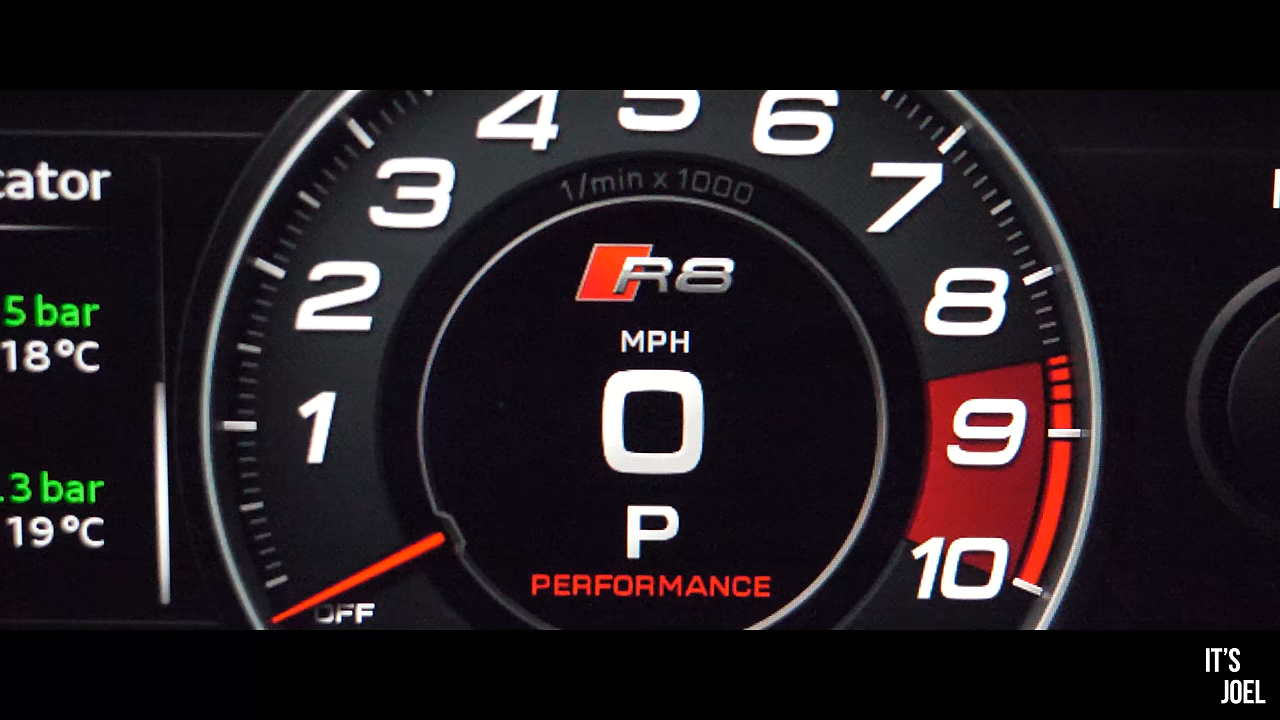 cator
5 bar
18°C
.3 bar
19°C
1
2
3
4
5
6
7
8
9
10
1/min x 1000
R8
MPH
0
P
PERFORMANCE
OFF
IT'S
JOEL